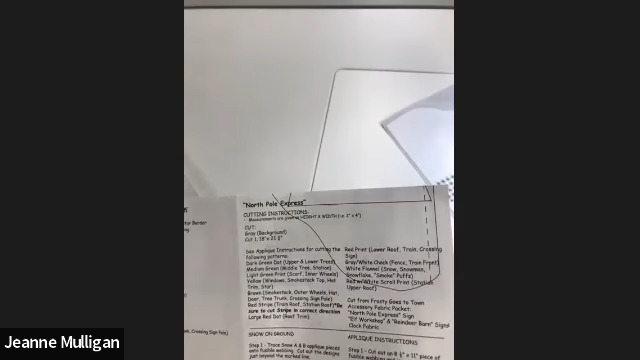 "North Pole Express"
CUTTING INSTRUCTIONS:
CUT:
Gray (Background)
Cut 1, 18" x 21 ½"
See Applique Instructions for cutting the
following patterns:
Dark Green Dot (Upper & Lower Trees)
Medium Green (Middle Tree, Station)
Light Green Print (Scarf, Inner Wheels)
Yellow (Windows, Smokestack Top, Hat
Trim, Star)
Brown (Smokestack, Outer Wheels, Hat,
Door, Tree Trunk, Crossing Sign Pole)
Red Stripe (Train Roof, Station Roof) *Be
sure to cut Stripe in correct direction
Large Red Dot (Roof Trim)
Red Print (Lower Roof, Train, Crossing
Sign)
Gray/White Check (Fence, Train Front)
White Flannel (Snow, Snowman,
Snowflake, "Smoke" Puffs)
Red/White Scroll Print (Station
Upper Roof)
Cut from Frosty Goes to Town
Accessory Fabric Packet:
"North Pole Express" Sign
"Elf Workshop" & "Reindeer Barn" Signs
Clock Fabric
SNOW ON GROUND
Step 1 - Trace Snow A & B applique pieces
onto fusible webbing. Cut out the designs
just beyond the marked line.
APPLIQUE INSTRUCTIONS
Step 1 - Cut an 8 ½" x 11" piece of
Crossing Sign Pole)
Jeanne Mulligan